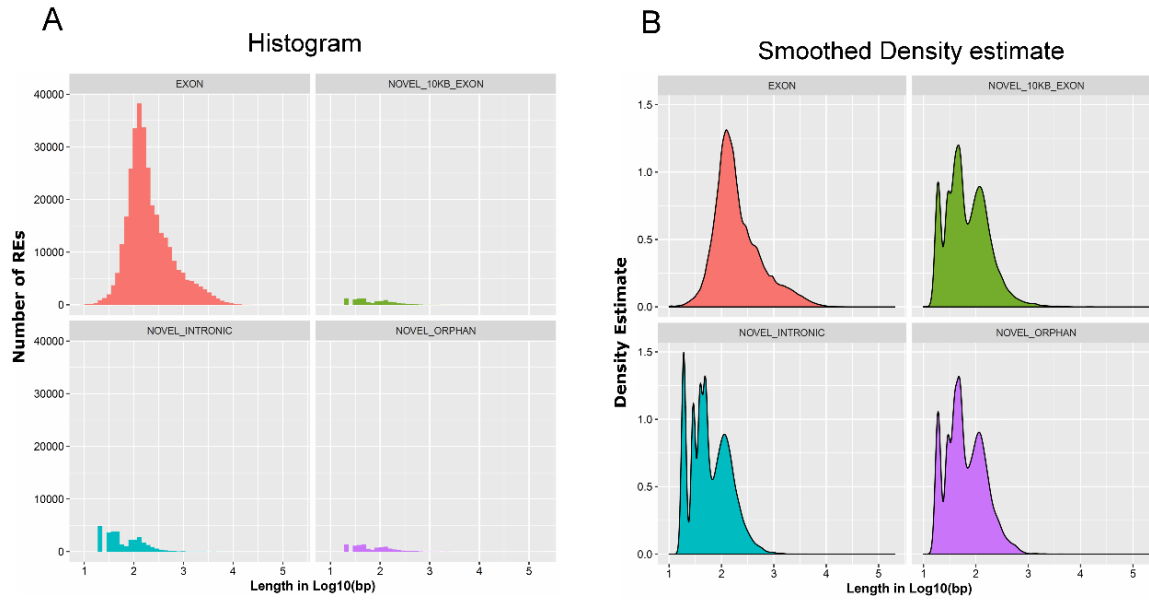 A
Histogram
EXON
NOVEL_10KB_EXON
40000
30000
20000
10000
0
NOVEL_INTRONIC
NOVEL_ORPHAN
40000
30000
20000
10000
0
1 2 3 4 5 1 2 3 4 5
Number of REs
Length in Log10(bp)
B
Smoothed Density estimate
EXON
NOVEL_10KB_EXON
1.5
1.0
0.5
0.0
NOVEL_INTRONIC
NOVEL_ORPHAN
1.5
1.0
0.5
0.0
1 2 3 4 5 1 2 3 4 5
Density Estimate
Length in Log10(bp)